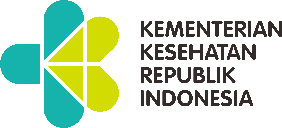 KEMENTERIAN
KESEHATAN
REPUBLIK
INDONESIA